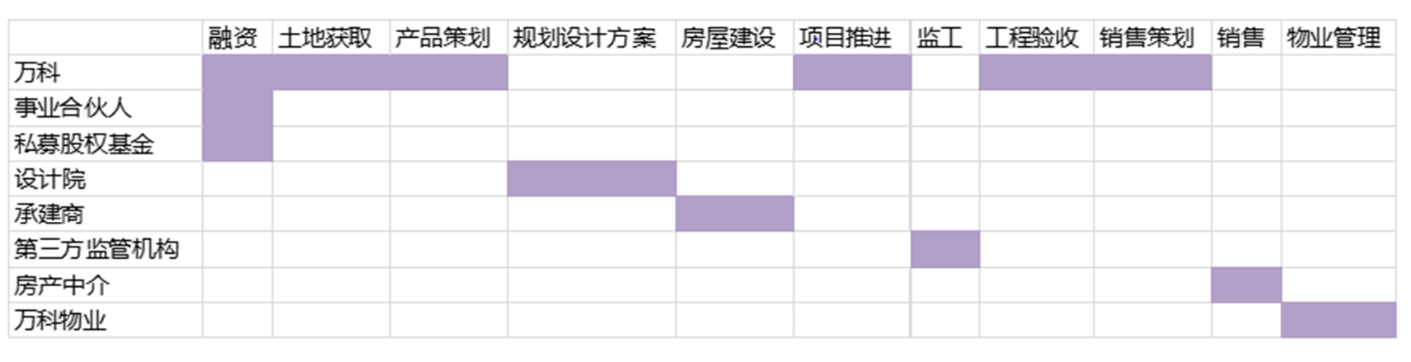 融资 土地获取 产品策划 规划设计方案 房屋建设 项目推进 监工 工程验收 销售策划 销售 物业管理
万科
事业合伙人
私募股权基金
设计院
承建商
第三方监管机构
房产中介
万科物业